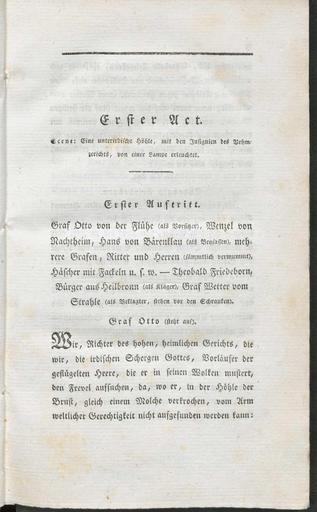 Erster Act.
Scene: Eine unterirdische Höhle, mit den Insignien des Vehm-
gerichts, von einer Lampe erleuchtet.
Erster Auftritt.
Graf Otto von der Flühe (als Vorsitzer), Wenzel von
Nachtheim, Hans von Bärenklau (als Beysassen), meh-
rere Grafen, Ritter und Herren (sämmtlich vermummt),
Häscher mit Fackeln u. s. w. — Theobald Friedeborn,
Bürger aus Heilbronn (als Kläger), Graf Wetter vom
Strahle (als Beklagter, stehen vor den Schranken).
Graf Otto (steht auf).
Wir, Richter des hohen, heimlichen Gerichts, die
wir, die irdischen Schergen Gottes, Vorläufer der
geflügelten Heere, die er in seinen Wolken mustert,
den Frevel aufsuchen, da, wo er, in der Höhle der
Brust, gleich einem Molche verkrochen, vom Arm
weltlicher Gerechtigkeit nicht aufgefunden werden kann: